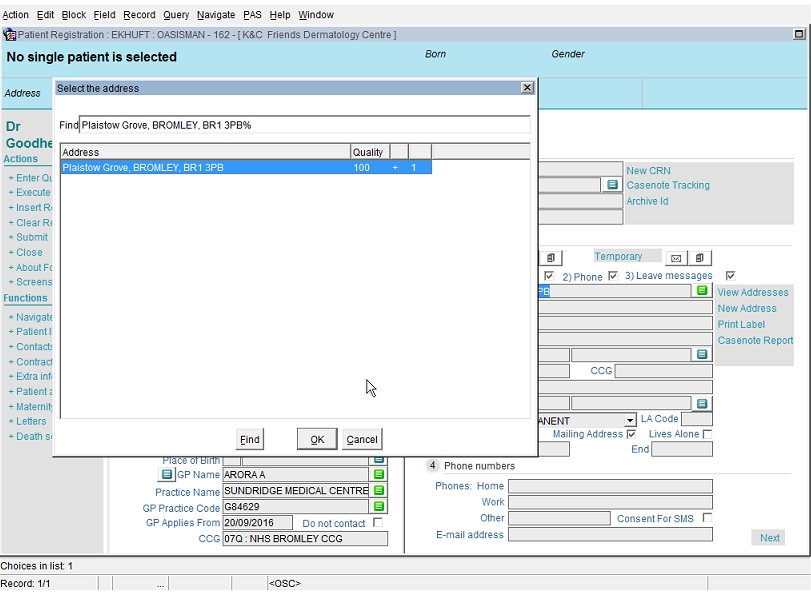 Action Edit Block Field Record Query Navigate PAS Help Window
Patient Registration : EKHUFT : OASISMAN - 162 - [ K&C Friends Dermatology Centre ]
No single patient is selected
Born
Gender
Address
Select the address
Find Plaistow Grove, BROMLEY, BR1 3PB%
Address Quality
Plaistow Grove, BROMLEY, BR1 3PB 100 + 1
Find OK Cancel
Dr
Goodhe
Actions
+ Enter Qu
+ Execute
+ Insert Re
+ Clear Re
+ Submit
+ Close
+ About Fo
+ Screens
Functions
+ Navigate
+ Patient I
+ Contacts
+ Contract
+ Extra info
+ Patient a
+ Maternity
+ Letters
+ Death s
New CRN
Casenote Tracking
Archive Id
Temporary
2) Phone 3) Leave messages
PB
View Addresses
New Address
Print Label
Casenote Report
CCG
ANENT LA Code
Mailing Address Lives Alone
End
Place of Birth
GP Name ARORA A
Practice Name SUNDRIDGE MEDICAL CENTRE
GP Practice Code G84629
GP Applies From 20/09/2016 Do not contact
CCG 07Q : NHS BROMLEY CCG
4 Phone numbers
Phones: Home
Work
Other Consent For SMS
E-mail address
Next
Choices in list: 1
Record: 1/1 ... <OSC>